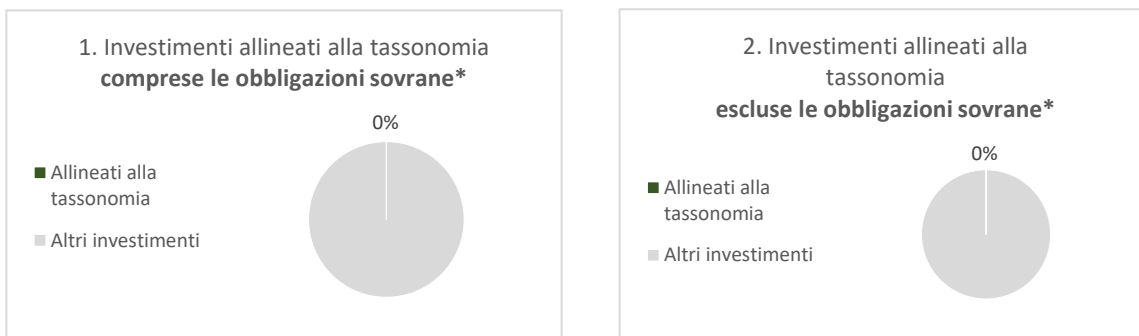 1. Investimenti allineati alla tassonomia
comprese le obbligazioni sovrane*
0%
Allineati alla
tassonomia
Altri investimenti
2. Investimenti allineati alla
tassonomia
escluse le obbligazioni sovrane*
0%
Allineati alla
tassonomia
Altri investimenti